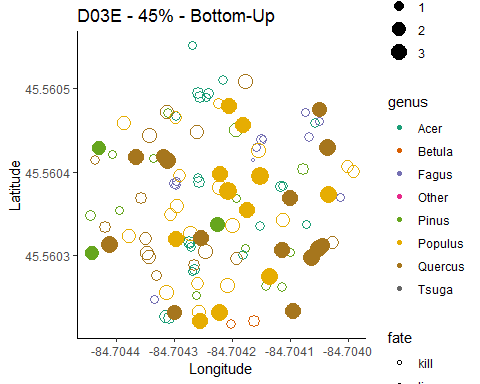 D03E - 45% - Bottom-Up
1
2
3
45.5605
45.5604
45.5603
Latitude
-84.7044
-84.7043
-84.7042
-84.7041
-84.7040
Longitude
genus
Acer
Betula
Fagus
Other
Pinus
Populus
Quercus
Tsuga
fate
kill